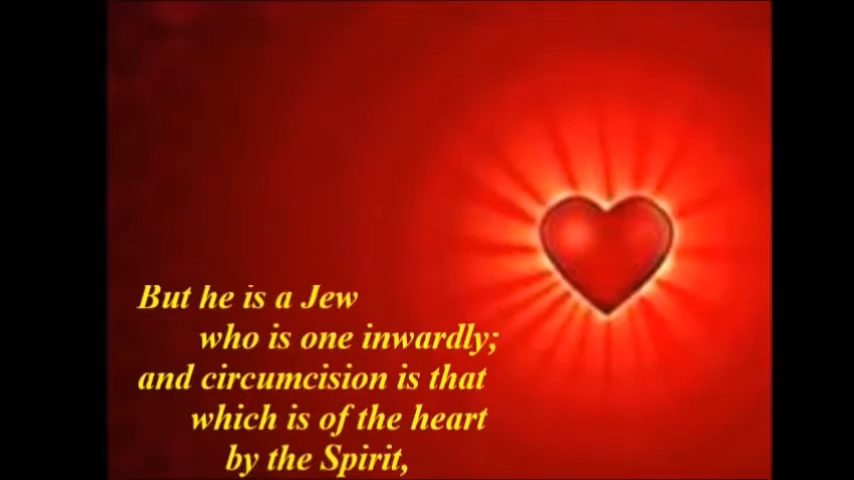 But he is a Jew
who is one inwardly;
and circumcision is that
which is of the heart
by the Spirit,